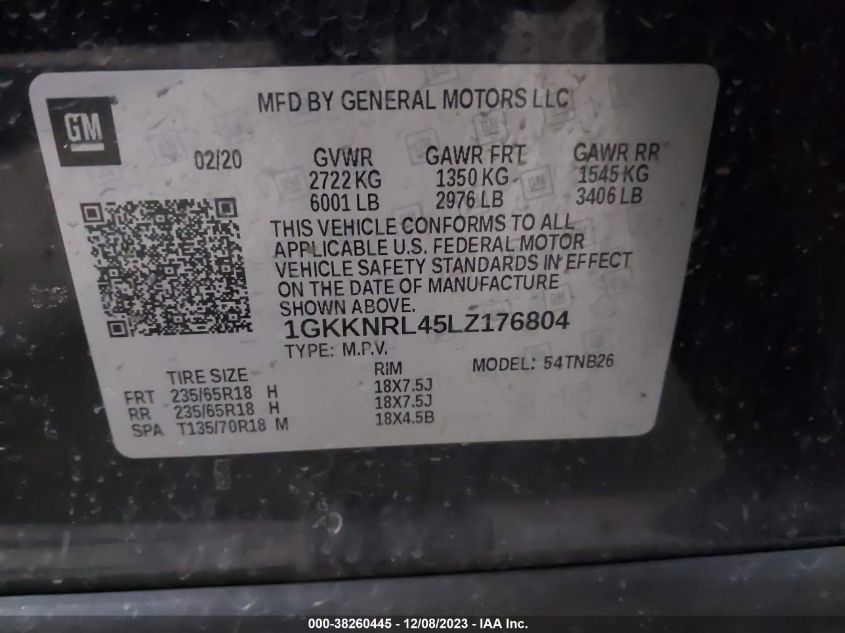 MFD BY GENERAL MOTORS LLC
GM
02/20 GVWR GAWR FRT GAWR RR
2722 KG 1350 KG 1545 KG
6001 LB 2976 LB 3406 LB
THIS VEHICLE CONFORMS TO ALL
APPLICABLE U.S. FEDERAL MOTOR
VEHICLE SAFETY STANDARDS IN EFFECT
ON THE DATE OF MANUFACTURE
SHOWN ABOVE.
1GKKNRL45LZ176804
TYPE: M.P.V. MODEL: 54TNB26
TIRE SIZE RIM
FRT 235/65R18 H 18X7.5J
RR 235/65R18 H 18X7.5J
SPA T135/70R18 M 18X4.5B
000-38260445 - 12/08/2023 - IAA Inc.